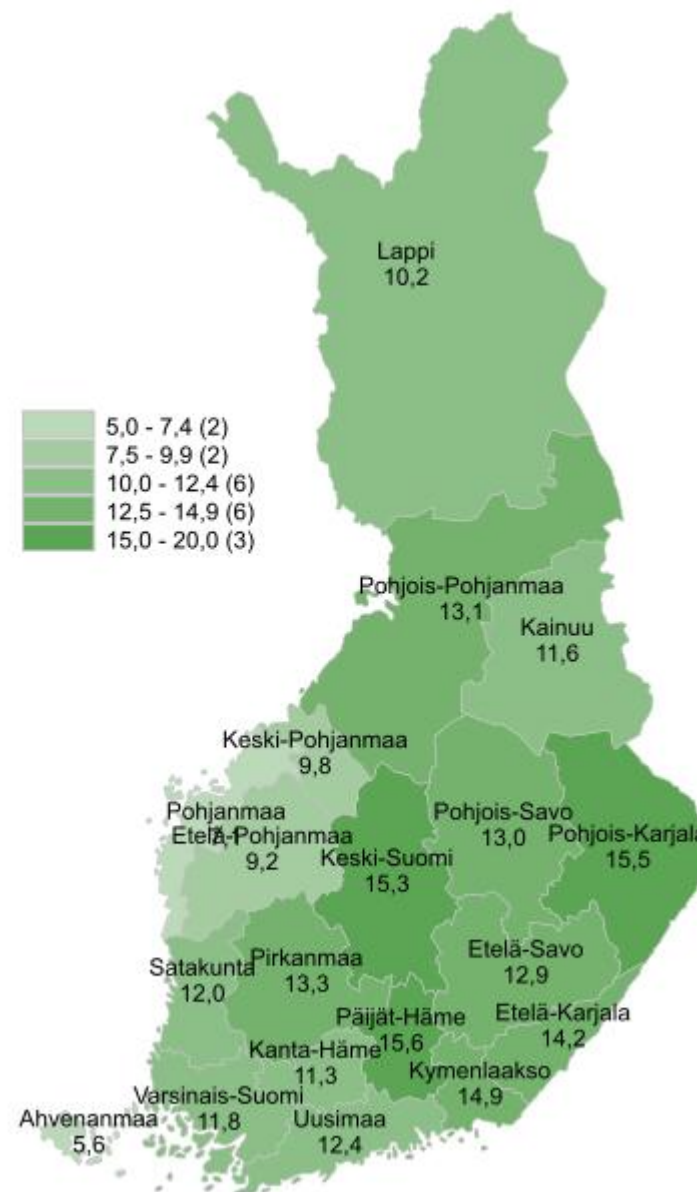 Lappi
10,2
5,0 - 7,4 (2)
7,5 - 9,9 (2)
10,0 - 12,4 (6)
12,5 - 14,9 (6)
15,0 - 20,0 (3)
Pohjois-Pohjanmaa
13,1
Kainuu
11,6
Keski-Pohjanmaa
9,8
Pohjanmaa
Etelä-Pohjanmaa
9,2
Keski-Suomi
15,3
Pohjois-Savo
13,0
Pohjois-Karjala
15,5
Satakunta
12,0
Pirkanmaa
13,3
Etelä-Savo
12,9
Päijät-Häme
15,6
Etelä-Karjala
14,2
Kanta-Häme
11,3
Kymenlaakso
14,9
Varsinais-Suomi
11,8
Uusimaa
12,4
Ahvenanmaa
5,6